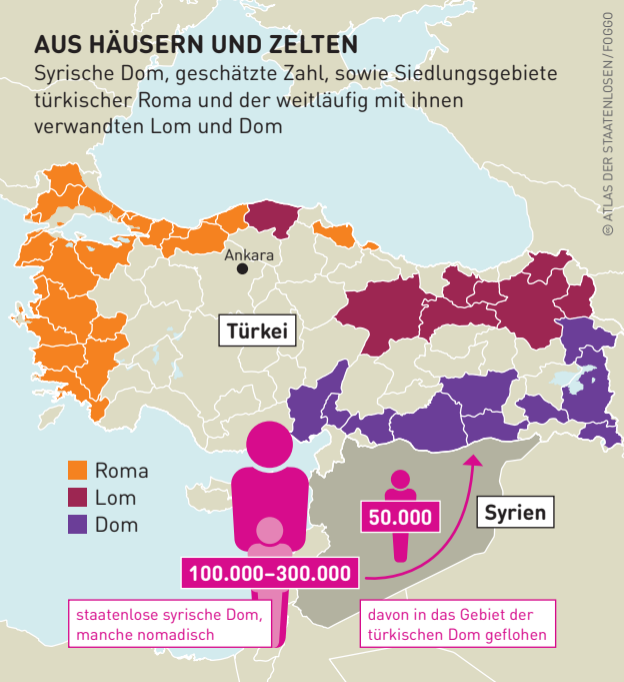 AUS HÄUSERN UND ZELTEN
Syrische Dom, geschätzte Zahl, sowie Siedlungsgebiete
türkischer Roma und der weitläufig mit ihnen
verwandten Lom und Dom
© ATLAS DER STAATENLOSEN / FOGGO
Ankara
Türkei
Roma
Lom
Dom
50.000
Syrien
100.000–300.000
staatenlose syrische Dom,
manche nomadisch
davon in das Gebiet der
türkischen Dom geflohen